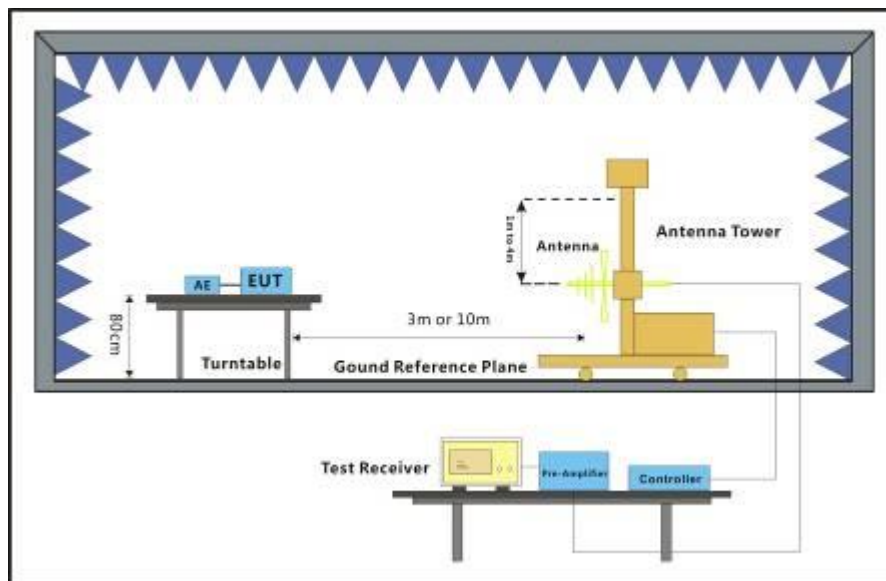 1m to 4m
Antenna
Antenna Tower
AE
EUT
80cm
3m or 10m
Turntable
Gound Reference Plane
Test Receiver
Pre-Amplifier
Controller